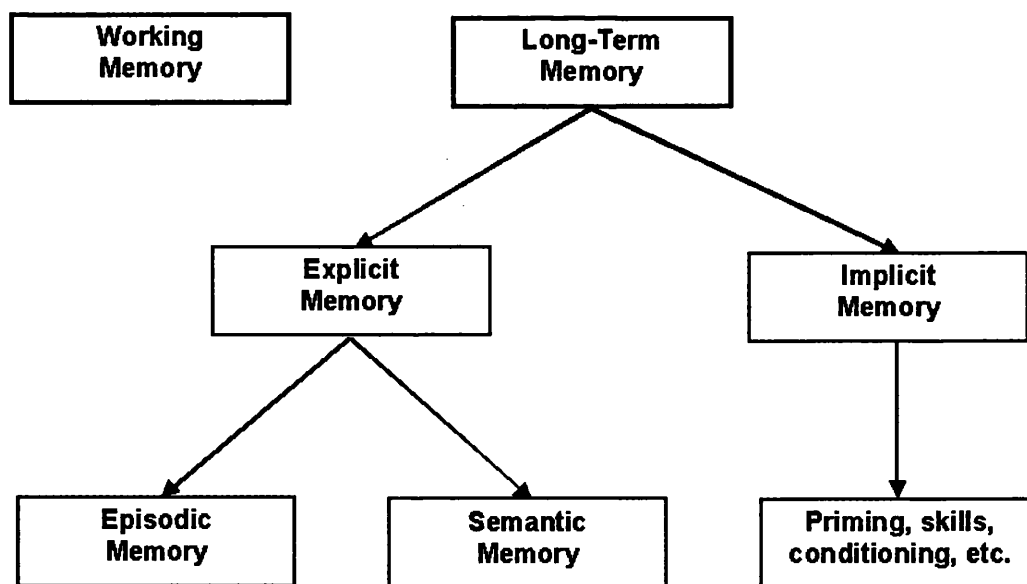 Working
Memory
Long-Term
Memory
Explicit
Memory
Implicit
Memory
Episodic
Memory
Semantic
Memory
Priming, skills,
conditioning, etc.